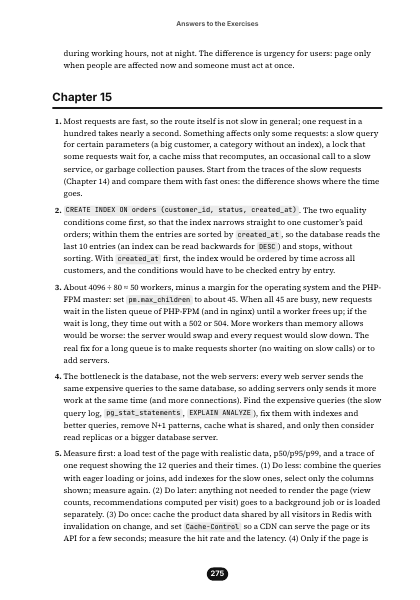 Answers to the Exercises
during working hours, not at night. The difference is urgency for users: page only
when people are affected now and someone must act at once.
Chapter 15
1. Most requests are fast, so the route itself is not slow in general; one request in a
hundred takes nearly a second. Something affects only some requests: a slow query
for certain parameters (a big customer, a category without an index), a lock that
some requests wait for, a cache miss that recomputes, an occasional call to a slow
service, or garbage collection pauses. Start from the traces of the slow requests
(Chapter 14) and compare them with fast ones: the difference shows where the time
goes.
2. CREATE INDEX ON orders (customer_id, status, created_at). The two equality
conditions come first, so that the index narrows straight to one customer's paid
orders; within them the entries are sorted by created_at, so the database reads the
last 10 entries (an index can be read backwards for DESC) and stops, without
sorting. With created_at first, the index would be ordered by time across all
customers, and the conditions would have to be checked entry by entry.
3. About 4096 ÷ 80 ≈ 50 workers, minus a margin for the operating system and the PHP-
FPM master: set pm.max_children to about 45. When all 45 are busy, new requests
wait in the listen queue of PHP-FPM (and in nginx) until a worker frees up; if the
wait is long, they time out with a 502 or 504. More workers than memory allows
would be worse: the server would swap and every request would slow down. The
real fix for a long queue is to make requests shorter (no waiting on slow calls) or to
add servers.
4. The bottleneck is the database, not the web servers: every web server sends the
same expensive queries to the same database, so adding servers only sends it more
work at the same time (and more connections). Find the expensive queries (the slow
query log, pg_stat_statements, EXPLAIN ANALYZE), fix them with indexes and
better queries, remove N+1 patterns, cache what is shared, and only then consider
read replicas or a bigger database server.
5. Measure first: a load test of the page with realistic data, p50/p95/p99, and a trace of
one request showing the 12 queries and their times. (1) Do less: combine the queries
with eager loading or joins, add indexes for the slow ones, select only the columns
shown; measure again. (2) Do later: anything not needed to render the page (view
counts, recommendations computed per visit) goes to a background job or is loaded
separately. (3) Do once: cache the product data shared by all visitors in Redis with
invalidation on change, and set Cache-Control so a CDN can serve the page or its
API for a few seconds; measure the hit rate and the latency. (4) Only if the page is
275